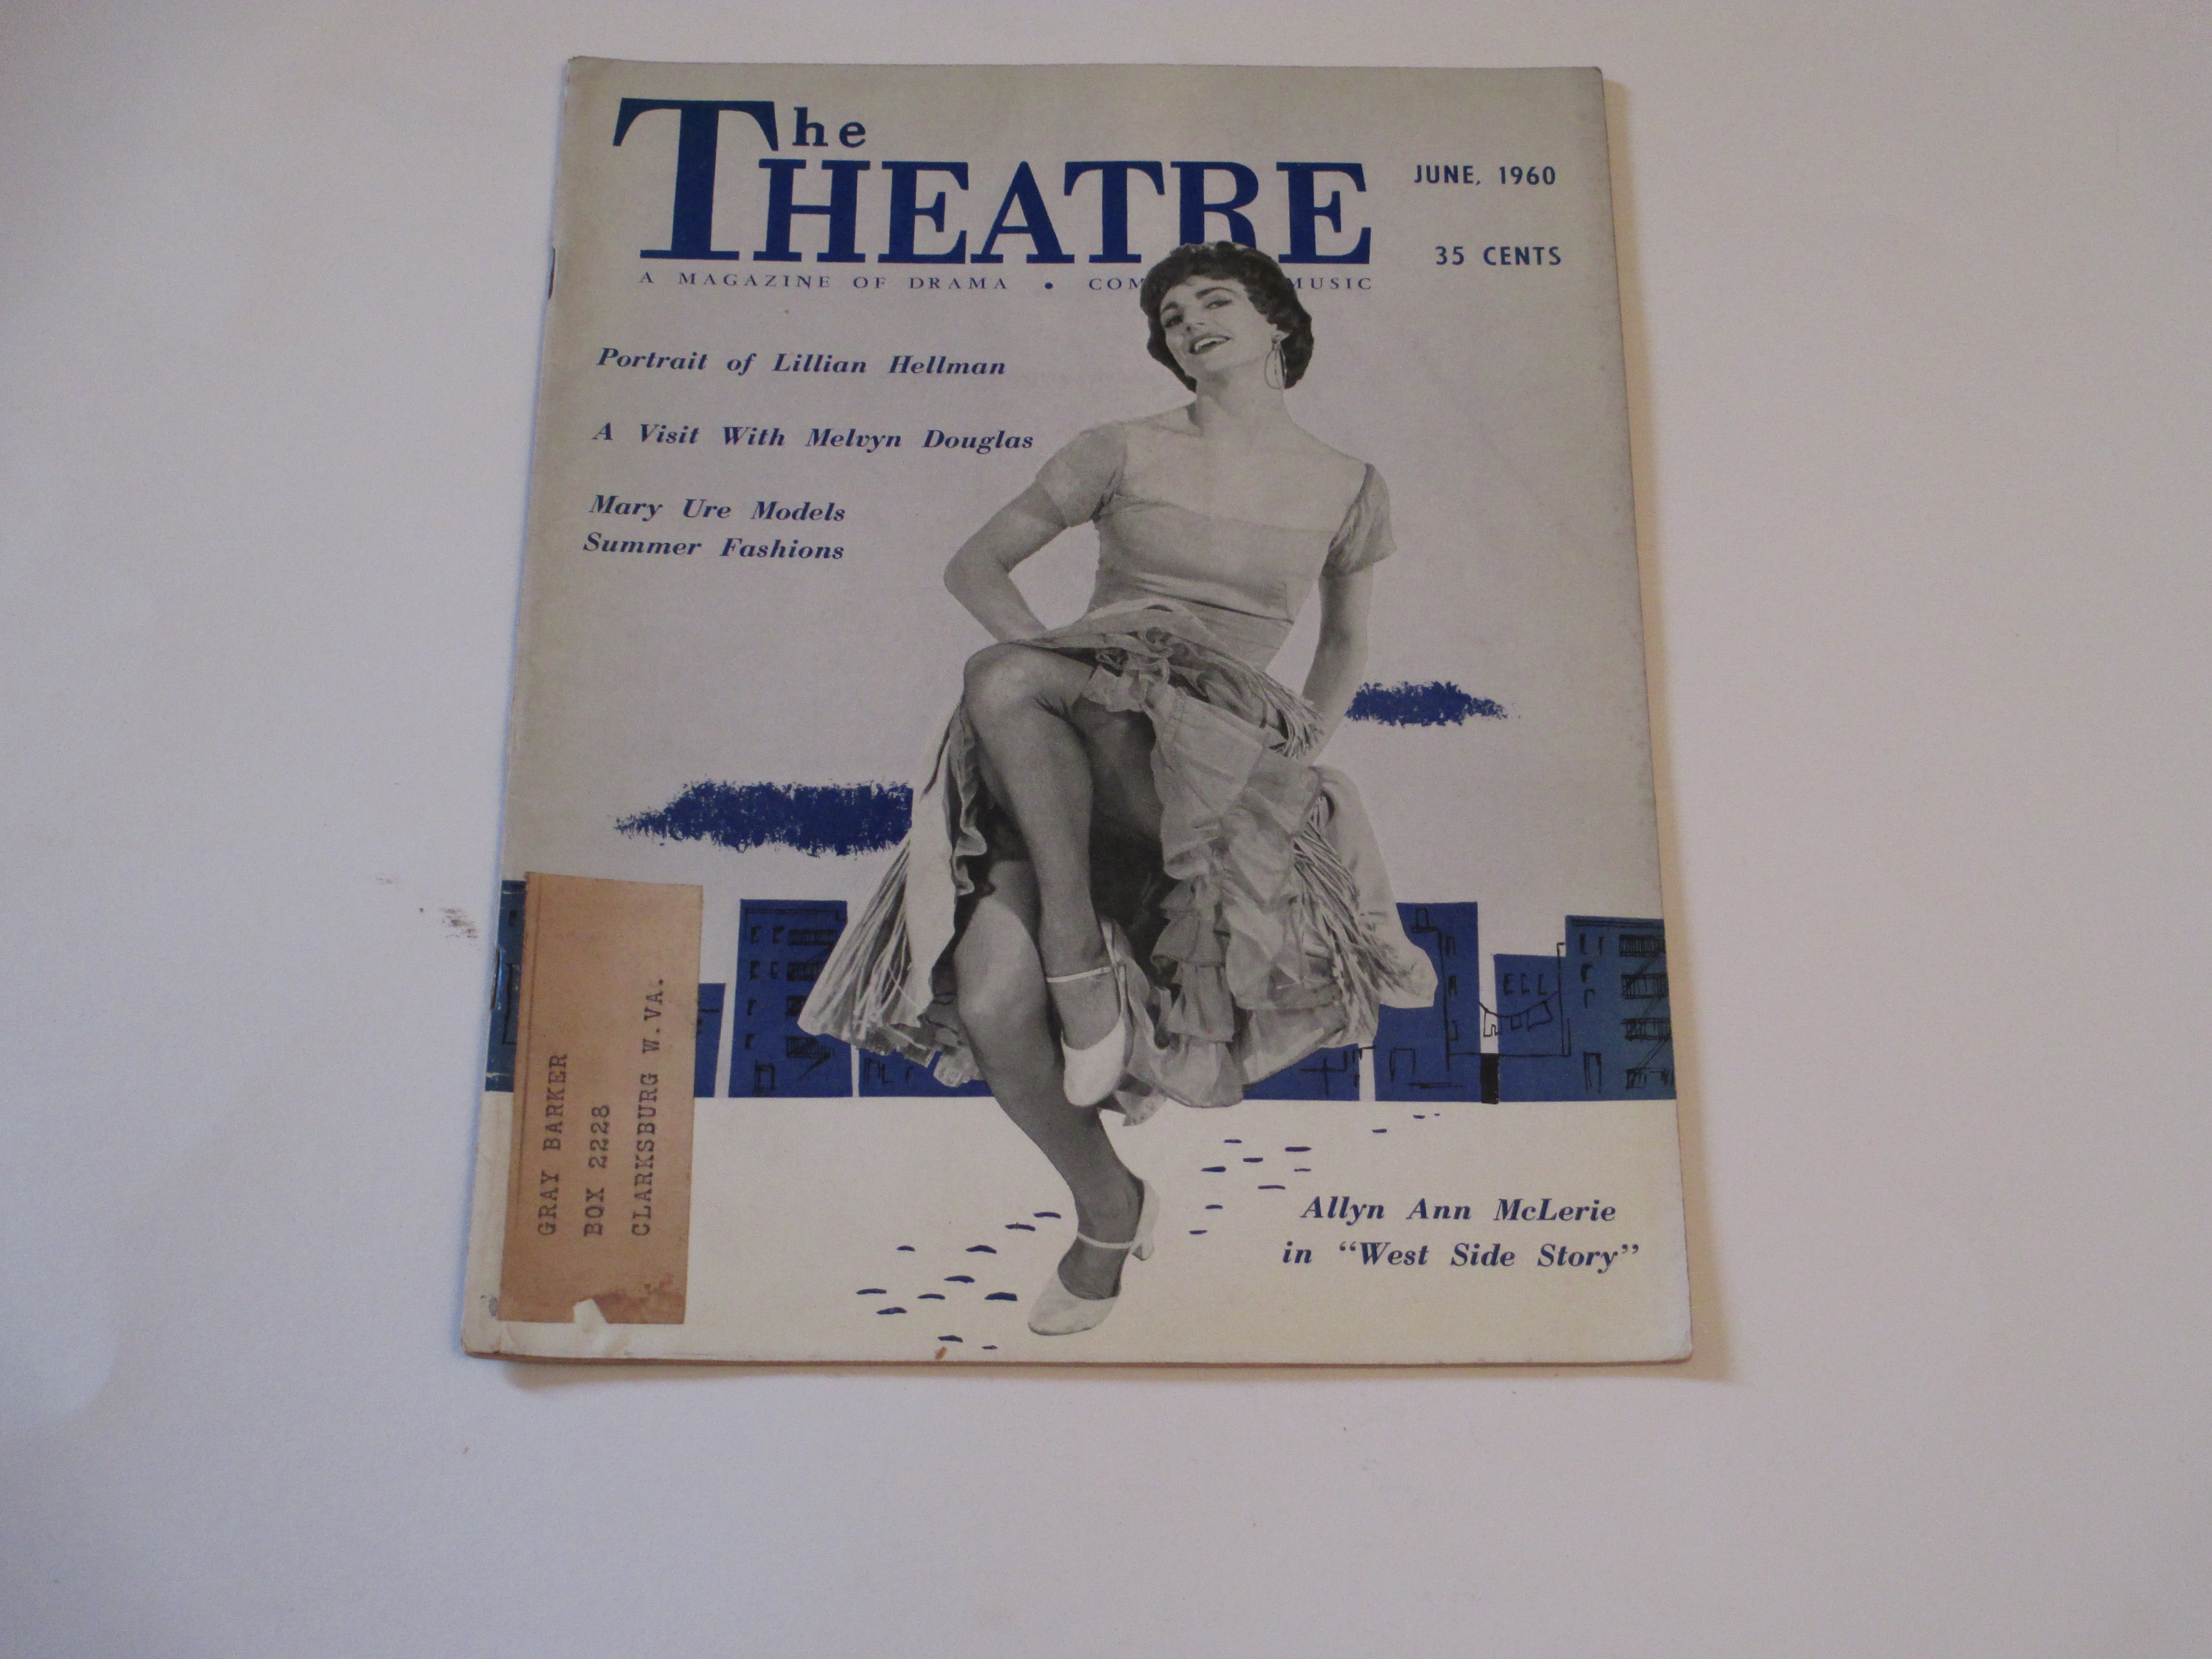 The
THEATRE
JUNE, 1960
35 CENTS
A MAGAZINE OF DRAMA • MUSIC
Portrait of Lillian Hellman
A Visit With Melvyn Douglas
Mary Ure Models
Summer Fashions
GRAY BARKER
BOX 2228
CLARKSBURG W.VA.
Allyn Ann McLerie
in “West Side Story”